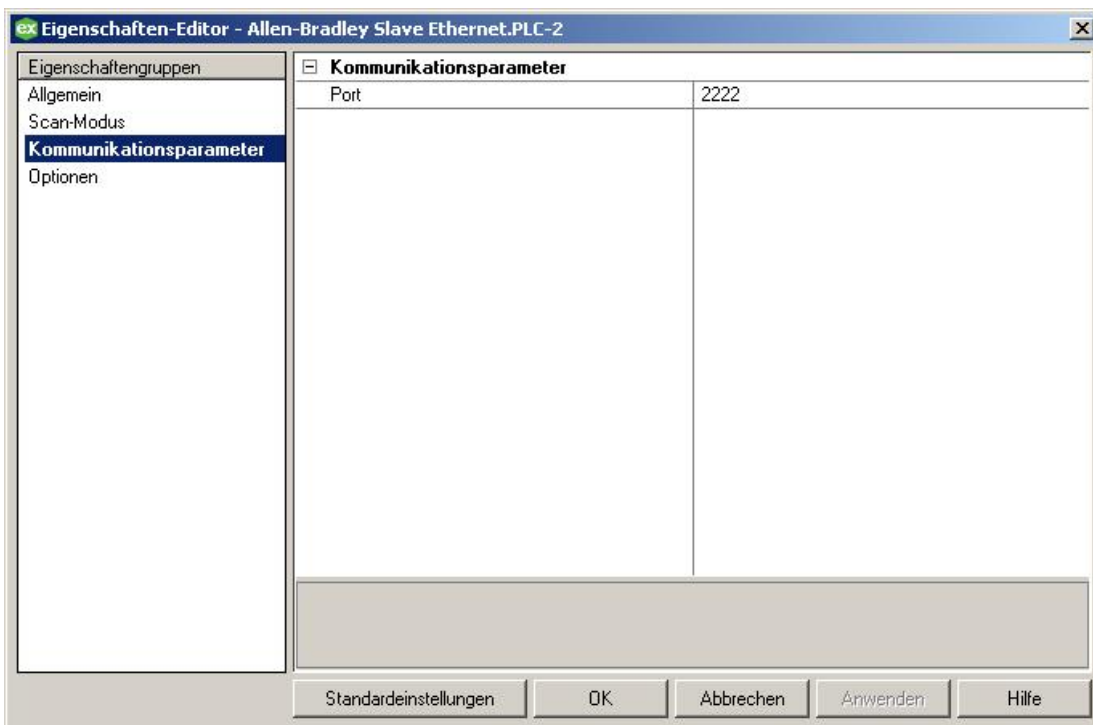 ex Eigenschaften-Editor - Allen-Bradley Slave Ethernet.PLC-2
Eigenschaftengruppen
Allgemein
Scan-Modus
Kommunikationsparameter
Optionen
Kommunikationsparameter
Port 2222
Standardeinstellungen OK Abbrechen Anwenden Hilfe